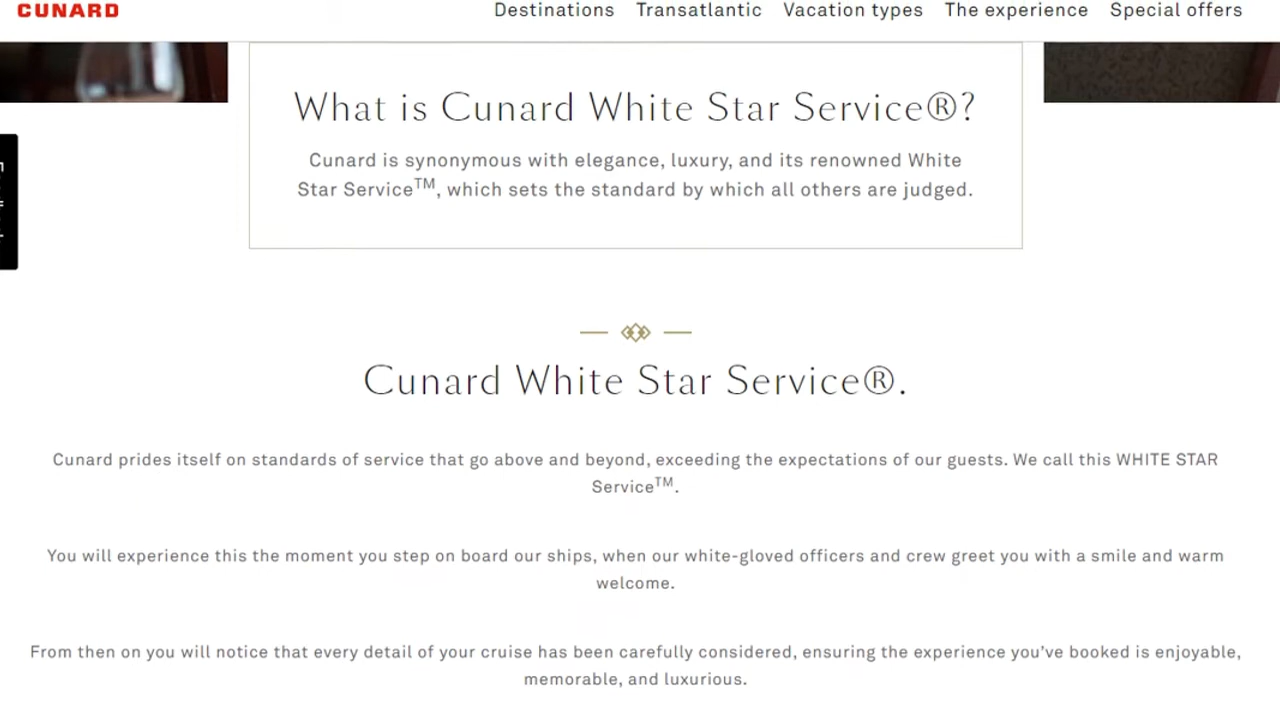 CUNARD
Destinations Transatlantic Vacation types The experience Special offers
What is Cunard White Star Service®?
Cunard is synonymous with elegance, luxury, and its renowned White
Star Service™, which sets the standard by which all others are judged.
Cunard White Star Service®.
Cunard prides itself on standards of service that go above and beyond, exceeding the expectations of our guests. We call this WHITE STAR
Service™.
You will experience this the moment you step on board our ships, when our white-gloved officers and crew greet you with a smile and warm
welcome.
From then on you will notice that every detail of your cruise has been carefully considered, ensuring the experience you’ve booked is enjoyable,
memorable, and luxurious.